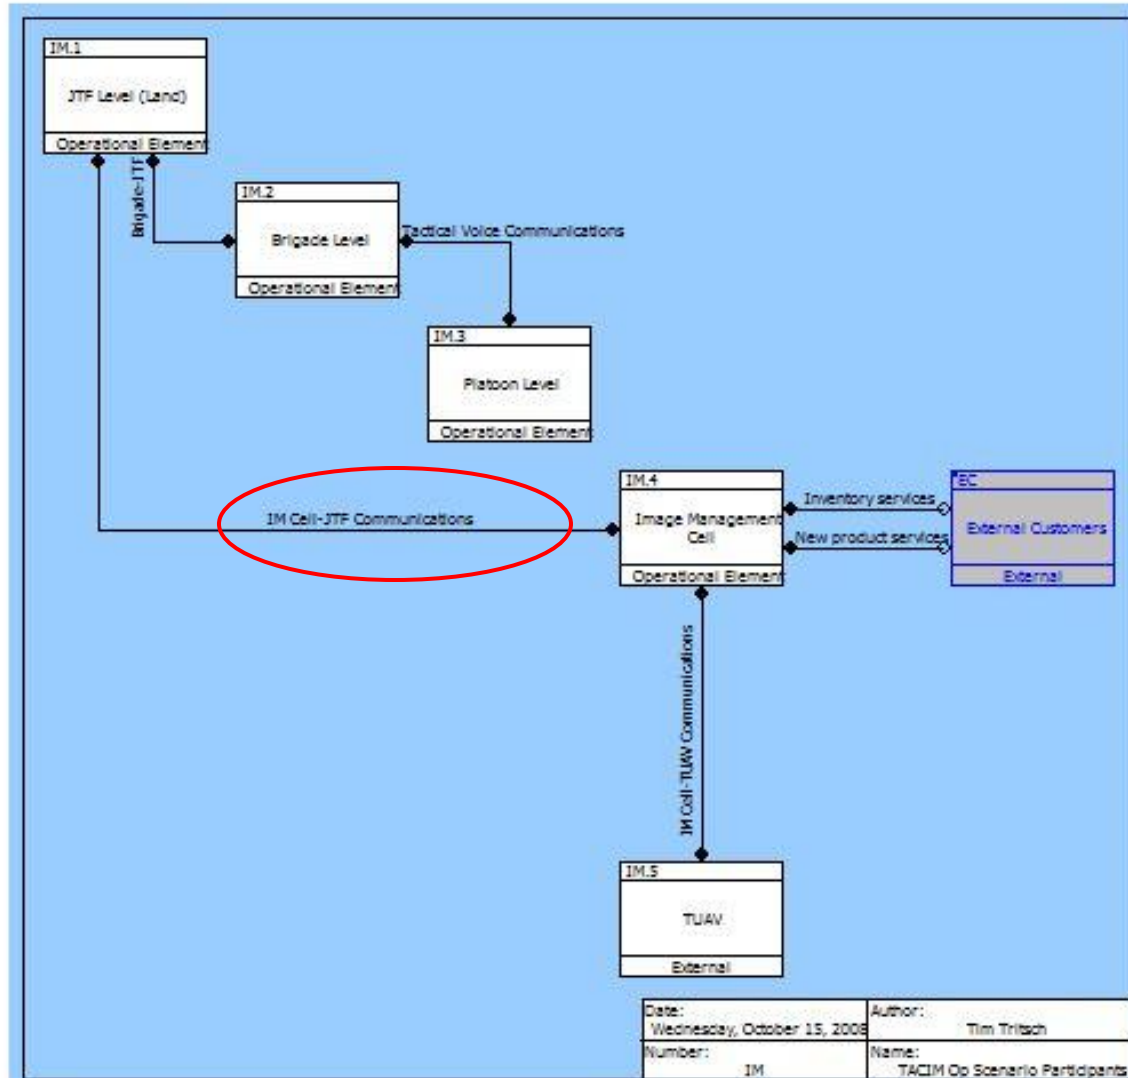 IM.1
JTF Level (Land)
Operational Element
Brigade-JTF
IM.2
Brigade Level
Operational Element
Tactical Voice Communications
IM.3
Platoon Level
Operational Element
IM Cell-JTF Communications
IM.4
Image Management
Cell
Operational Element
Inventory services
New product services
EC
External Customers
External
IM Cell-TUAV Communications
IM.5
TUAV
External
Date:
Wednesday, October 15, 2008
Author:
Tim Tritsch
Number:
IM
Name:
TACIM Op Scenario Participants